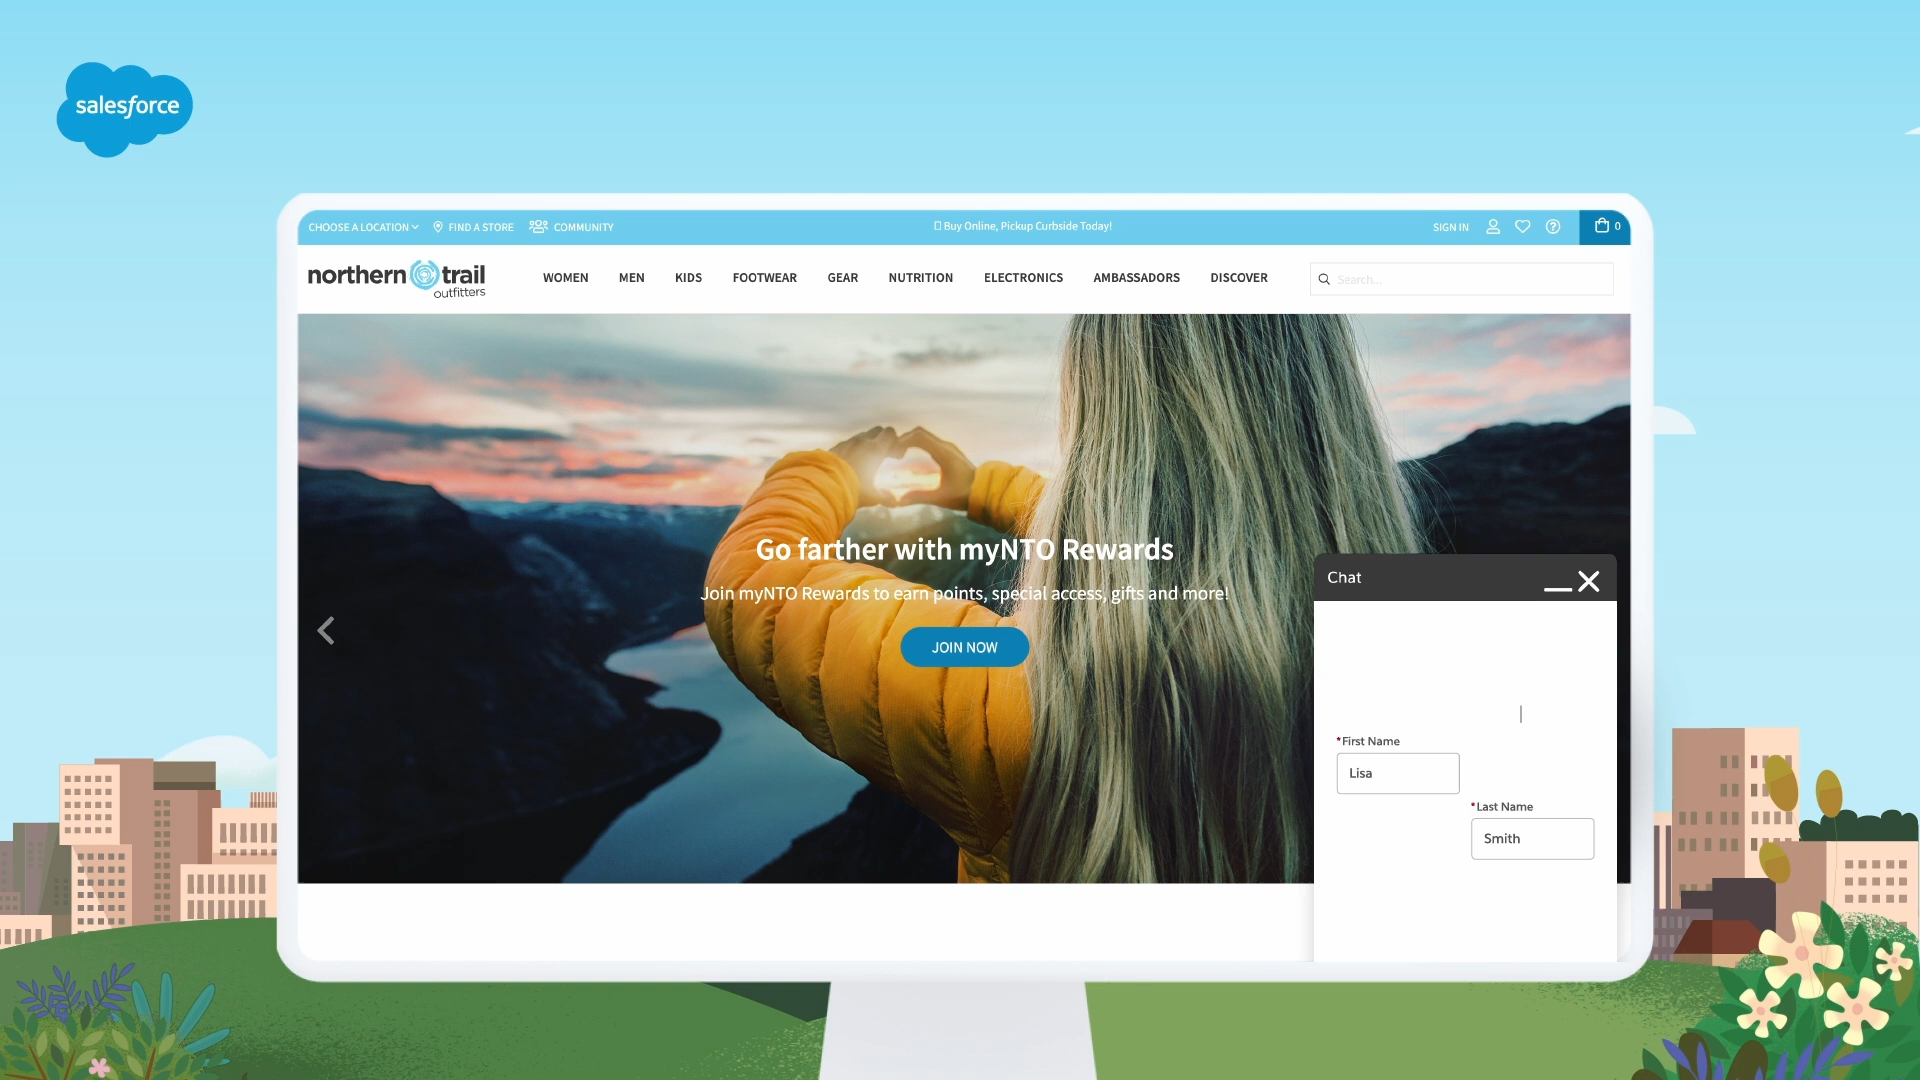 salesforce
CHOOSE A LOCATION
FIND A STORE
COMMUNITY
Buy Online, Pickup Curbside Today!
SIGN IN
0
northern trail
outfitters
WOMEN
MEN
KIDS
FOOTWEAR
GEAR
NUTRITION
ELECTRONICS
AMBASSADORS
DISCOVER
Search...
Go farther with myNTO Rewards
Join myNTO Rewards to earn points, special access, gifts and more!
JOIN NOW
Chat
*First Name
Lisa
*Last Name
Smith